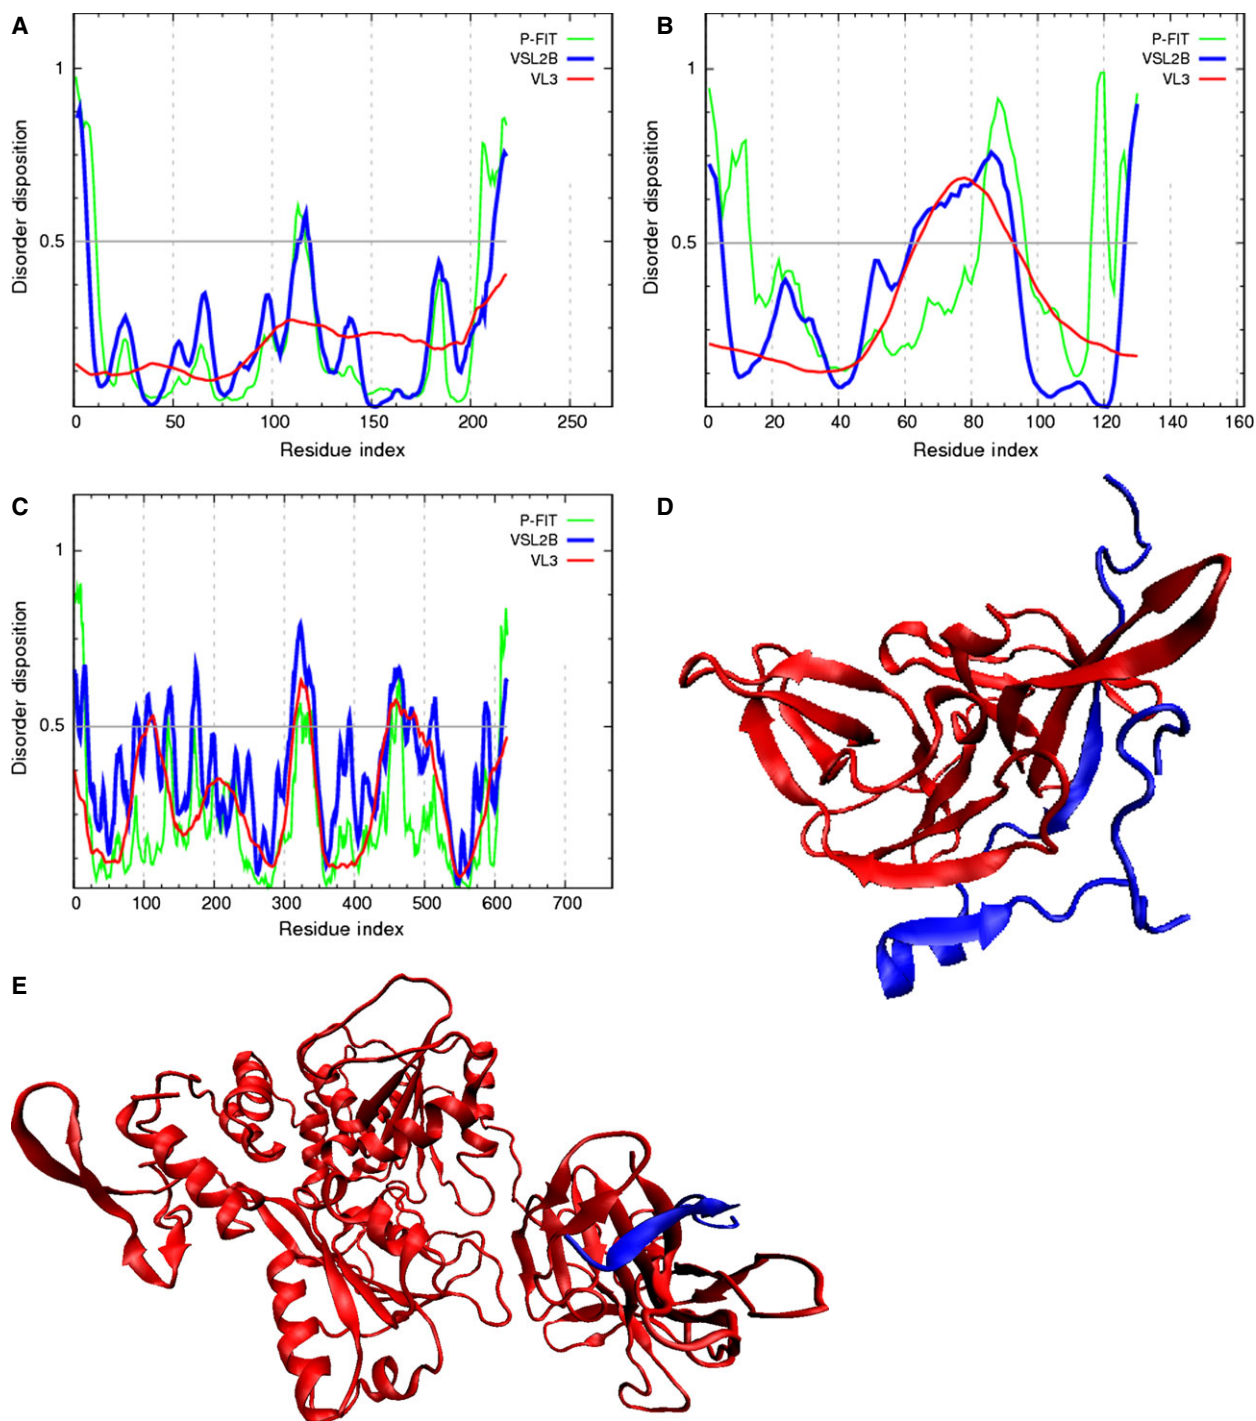 A
P-FIT
VSL2B
VL3
1
0.5
Disorder disposition
0 50 100 150 200 250
Residue index
B
P-FIT
VSL2B
VL3
1
0.5
Disorder disposition
0 20 40 60 80 100 120 140 160
Residue index
C
P-FIT
VSL2B
VL3
1
0.5
Disorder disposition
0 100 200 300 400 500 600 700
Residue index
D
E